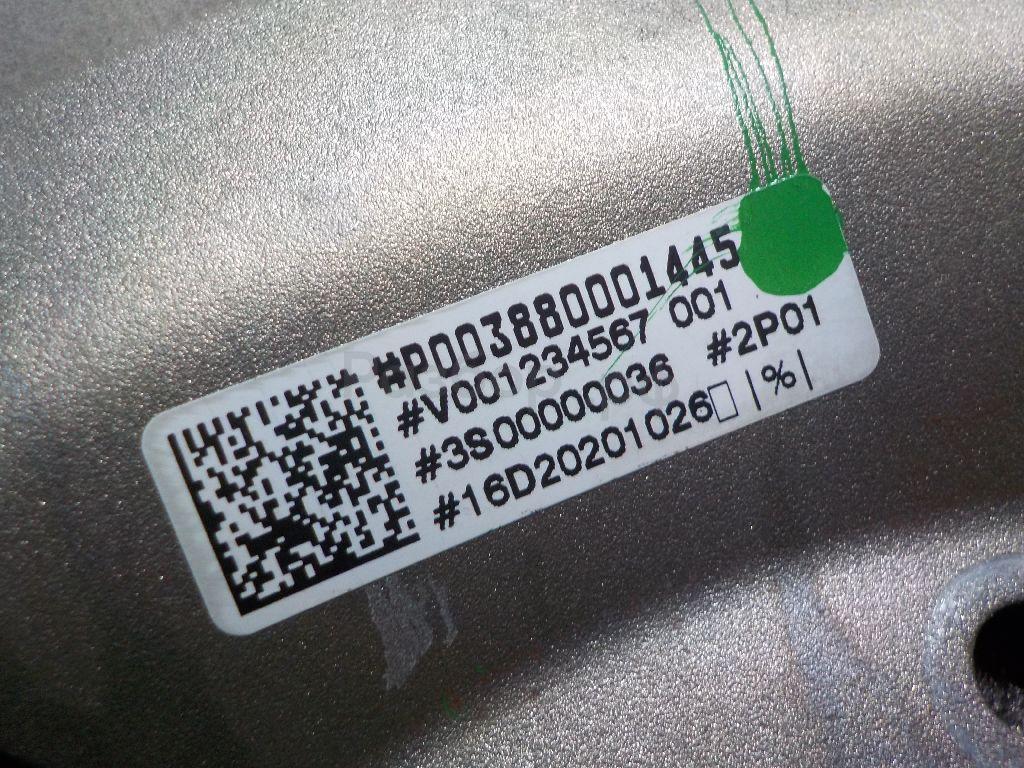 #P003880001445
#V001234567 001
#3S00000036 #2P01
#16D20201026□ |%|